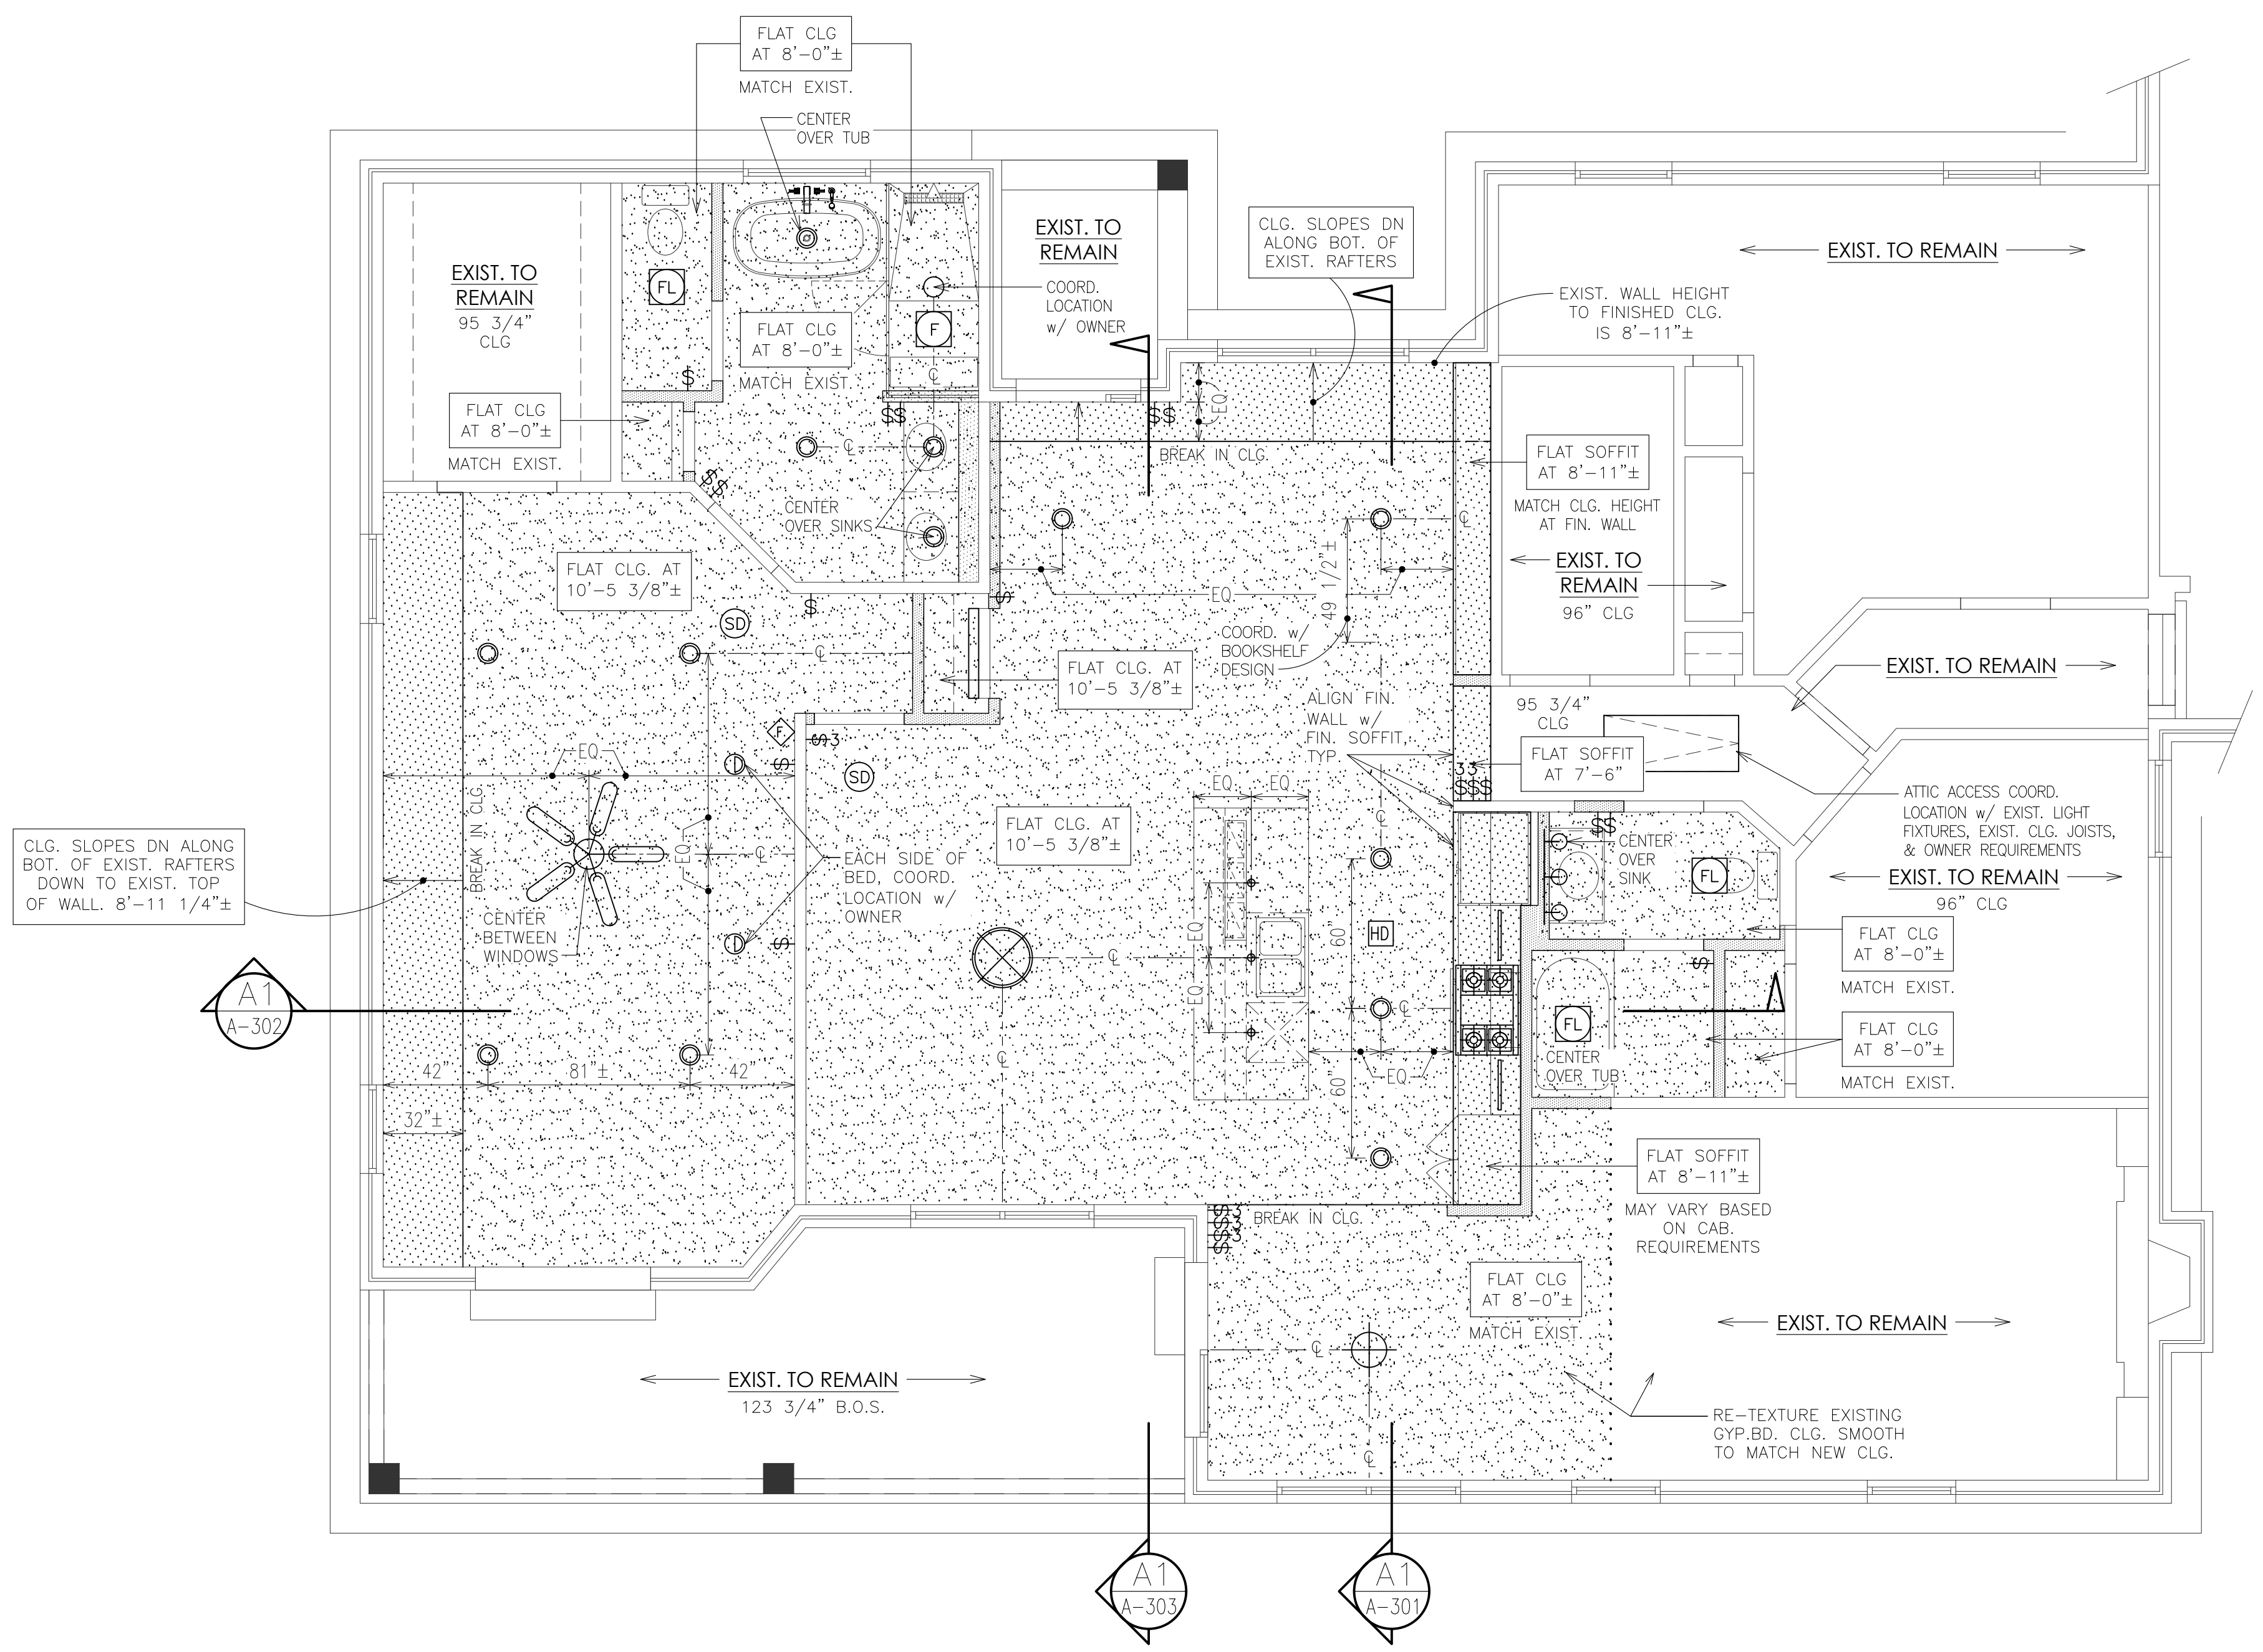 FLAT CLG
AT 8'-0"±
MATCH EXIST.
CENTER
OVER TUB
EXIST. TO
REMAIN
95 3/4"
CLG
FL
FLAT CLG
AT 8'-0"±
MATCH EXIST.
F
℄
EXIST. TO
REMAIN
COORD.
LOCATION
w/ OWNER
CLG. SLOPES DN
ALONG BOT. OF
EXIST. RAFTERS
EXIST. WALL HEIGHT
TO FINISHED CLG.
IS 8'-11"±
EXIST. TO REMAIN
FLAT CLG
AT 8'-0"±
MATCH EXIST.
$
$$
$$
$$
EQ
BREAK IN CLG.
℄
CENTER
OVER SINKS
FLAT SOFFIT
AT 8'-11"±
MATCH CLG. HEIGHT
AT FIN. WALL
EXIST. TO
REMAIN
96" CLG
℄
49 1/2"±
EQ
COORD. w/
BOOKSHELF
DESIGN
FLAT CLG. AT
10'-5 3/8"±
SD
$
$
℄
FLAT CLG. AT
10'-5 3/8"±
ALIGN FIN.
WALL w/
FIN. SOFFIT,
TYP
EXIST. TO REMAIN
95 3/4"
CLG
FLAT SOFFIT
AT 7'-6"
33
$$$
ATTIC ACCESS COORD.
LOCATION w/ EXIST. LIGHT
FIXTURES, EXIST. CLG. JOISTS,
& OWNER REQUIREMENTS
EXIST. TO REMAIN
96" CLG
F
$3
$
SD
EQ
BREAK IN CLG.
EQ
℄
CENTER
BETWEEN
WINDOWS
EACH SIDE OF
BED, COORD.
LOCATION w/
OWNER
$
FLAT CLG. AT
10'-5 3/8"±
EQ
EQ
℄
EQ
EQ
℄
℄
60"
HD
℄
60"
EQ
$$
CENTER
OVER
SINK
FL
FLAT CLG
AT 8'-0"±
MATCH EXIST.
$
FL
CENTER
OVER TUB
FLAT CLG
AT 8'-0"±
MATCH EXIST.
CLG. SLOPES DN ALONG
BOT. OF EXIST. RAFTERS
DOWN TO EXIST. TOP
OF WALL. 8'-11 1/4"±
A1
A-302
42"
81"±
42"
32"±
FLAT SOFFIT
AT 8'-11"±
MAY VARY BASED
ON CAB.
REQUIREMENTS
$3
$3
$3
$
BREAK IN CLG.
FLAT CLG
AT 8'-0"±
MATCH EXIST.
℄
℄
EXIST. TO REMAIN
EXIST. TO REMAIN
123 3/4" B.O.S.
RE-TEXTURE EXISTING
GYP.BD. CLG. SMOOTH
TO MATCH NEW CLG.
A1
A-303
A1
A-301